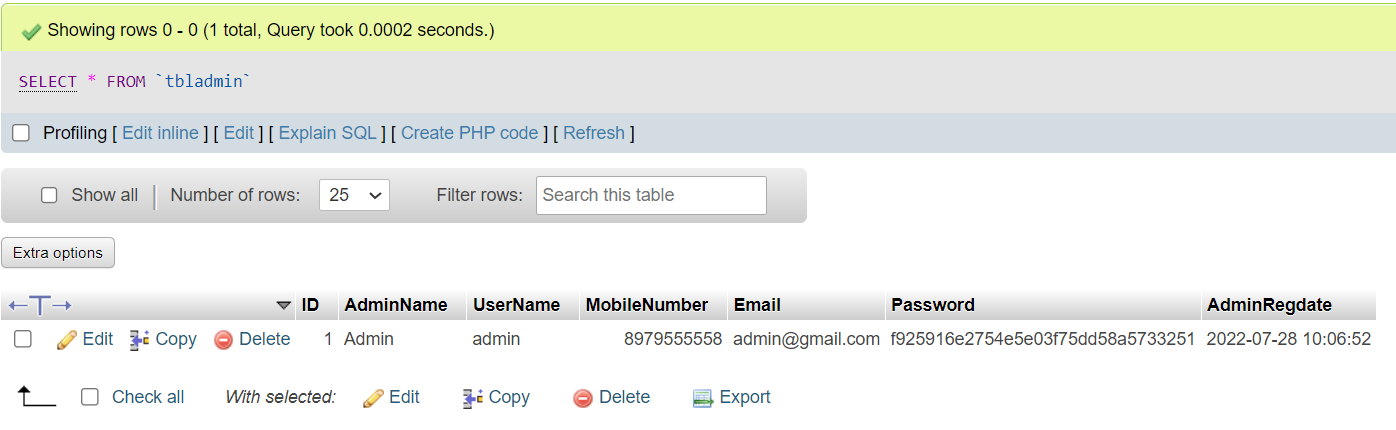 Showing rows 0 - 0 (1 total, Query took 0.0002 seconds.)
SELECT * FROM `tbladmin`
Profiling [ Edit inline ] [ Edit ] [ Explain SQL ] [ Create PHP code ] [ Refresh ]
Show all Number of rows: 25 Filter rows: Search this table
Extra options
ID AdminName UserName MobileNumber Email Password AdminRegdate
Edit Copy Delete 1 Admin admin 8979555558 admin@gmail.com f925916e2754e5e03f75dd58a5733251 2022-07-28 10:06:52
Check all With selected: Edit Copy Delete Export